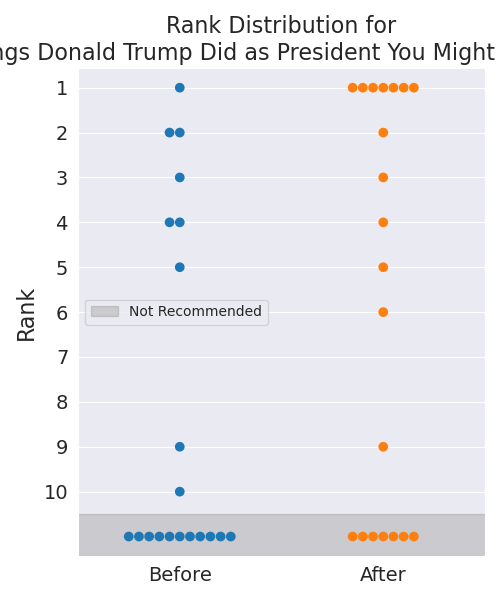 Rank Distribution for
ngs Donald Trump Did as President You Might
1
2
3
4
5
6
7
8
9
10
Rank
Not Recommended
Before
After